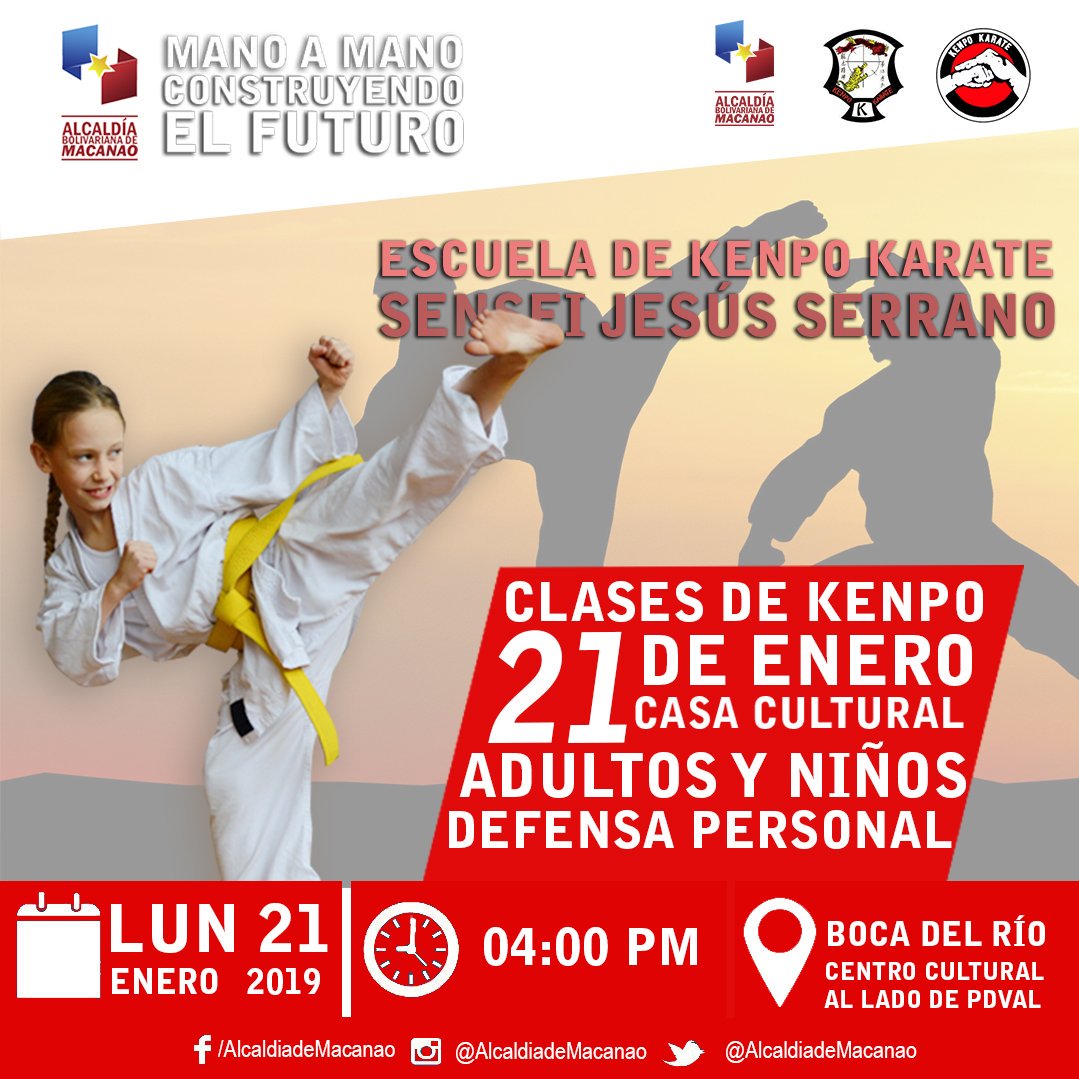 ALCALDÍA
BOLIVARIANA DE
MACANAO
MANO A MANO
CONSTRUYENDO
EL FUTURO
ALCALDÍA
BOLIVARIANA DE
MACANAO
KENPO KARATE
K
KENPO KARATE
ESCUELA DE KENPO KARATE
SENSEI JESÚS SERRANO
CLASES DE KENPO
21 DE ENERO
CASA CULTURAL
ADULTOS Y NIÑOS
DEFENSA PERSONAL
LUN 21
ENERO 2019
04:00 PM
BOCA DEL RÍO
CENTRO CULTURAL
AL LADO DE PDVAL
/AlcaldiadeMacanao
@AlcaldiadeMacanao
@AlcaldiadeMacanao